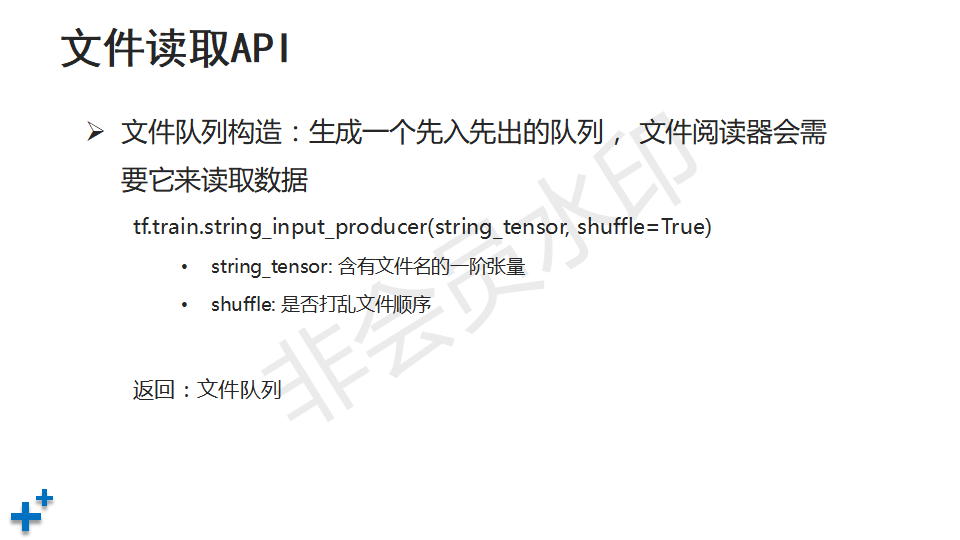 文件读取API
➢ 文件队列构造：生成一个先入先出的队列， 文件阅读器会需
要它来读取数据
tf.train.string_input_producer(string_tensor, shuffle=True)
• string_tensor: 含有文件名的一阶张量
• shuffle: 是否打乱文件顺序
返回：文件队列
非会员水印